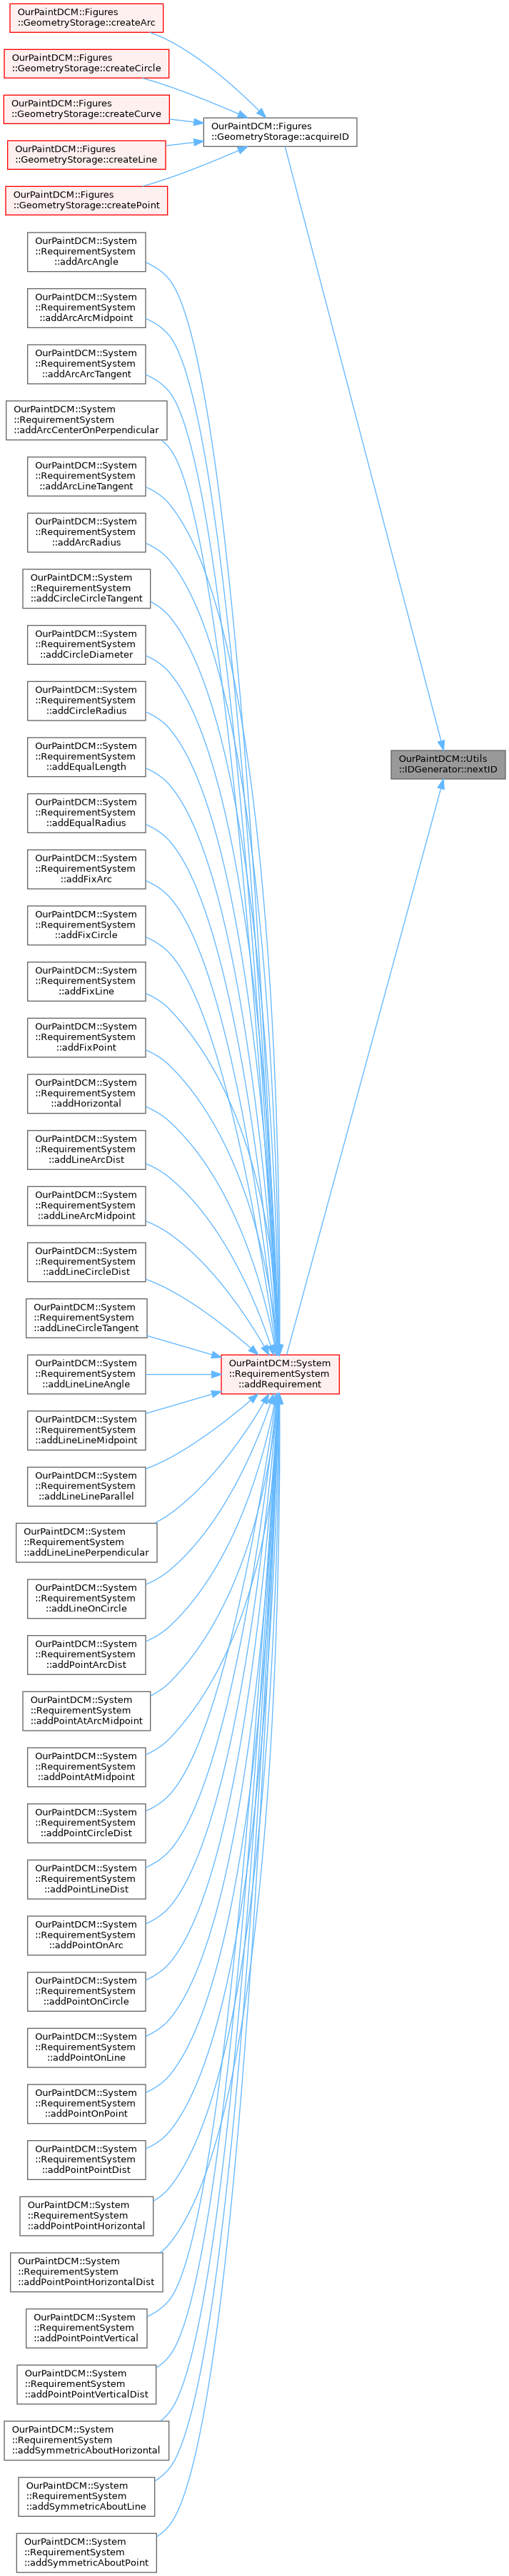 OurPaintDCM::Figures
::GeometryStorage::createArc
OurPaintDCM::Figures
::GeometryStorage::createCircle
OurPaintDCM::Figures
::GeometryStorage::createCurve
OurPaintDCM::Figures
::GeometryStorage::createLine
OurPaintDCM::Figures
::GeometryStorage::createPoint
OurPaintDCM::Figures
::GeometryStorage::acquireID
OurPaintDCM::System
::RequirementSystem
::addArcAngle
OurPaintDCM::System
::RequirementSystem
::addArcArcMidpoint
OurPaintDCM::System
::RequirementSystem
::addArcArcTangent
OurPaintDCM::System
::RequirementSystem
::addArcCenterOnPerpendicular
OurPaintDCM::System
::RequirementSystem
::addArcLineTangent
OurPaintDCM::System
::RequirementSystem
::addArcRadius
OurPaintDCM::System
::RequirementSystem
::addCircleCircleTangent
OurPaintDCM::System
::RequirementSystem
::addCircleDiameter
OurPaintDCM::System
::RequirementSystem
::addCircleRadius
OurPaintDCM::System
::RequirementSystem
::addEqualLength
OurPaintDCM::Utils
::IDGenerator::nextID
OurPaintDCM::System
::RequirementSystem
::addEqualRadius
OurPaintDCM::System
::RequirementSystem
::addFixArc
OurPaintDCM::System
::RequirementSystem
::addFixCircle
OurPaintDCM::System
::RequirementSystem
::addFixLine
OurPaintDCM::System
::RequirementSystem
::addFixPoint
OurPaintDCM::System
::RequirementSystem
::addHorizontal
OurPaintDCM::System
::RequirementSystem
::addLineArcDist
OurPaintDCM::System
::RequirementSystem
::addLineArcMidpoint
OurPaintDCM::System
::RequirementSystem
::addLineCircleDist
OurPaintDCM::System
::RequirementSystem
::addLineCircleTangent
OurPaintDCM::System
::RequirementSystem
::addLineLineAngle
OurPaintDCM::System
::RequirementSystem
::addRequirement
OurPaintDCM::System
::RequirementSystem
::addLineLineMidpoint
OurPaintDCM::System
::RequirementSystem
::addLineLineParallel
OurPaintDCM::System
::RequirementSystem
::addLineLinePerpendicular
OurPaintDCM::System
::RequirementSystem
::addLineOnCircle
OurPaintDCM::System
::RequirementSystem
::addPointArcDist
OurPaintDCM::System
::RequirementSystem
::addPointAtArcMidpoint
OurPaintDCM::System
::RequirementSystem
::addPointAtMidpoint
OurPaintDCM::System
::RequirementSystem
::addPointCircleDist
OurPaintDCM::System
::RequirementSystem
::addPointLineDist
OurPaintDCM::System
::RequirementSystem
::addPointOnArc
OurPaintDCM::System
::RequirementSystem
::addPointOnCircle
OurPaintDCM::System
::RequirementSystem
::addPointOnLine
OurPaintDCM::System
::RequirementSystem
::addPointOnPoint
OurPaintDCM::System
::RequirementSystem
::addPointPointDist
OurPaintDCM::System
::RequirementSystem
::addPointPointHorizontal
OurPaintDCM::System
::RequirementSystem
::addPointPointHorizontalDist
OurPaintDCM::System
::RequirementSystem
::addPointPointVertical
OurPaintDCM::System
::RequirementSystem
::addPointPointVerticalDist
OurPaintDCM::System
::RequirementSystem
::addSymmetricAboutHorizontal
OurPaintDCM::System
::RequirementSystem
::addSymmetricAboutLine
OurPaintDCM::System
::RequirementSystem
::addSymmetricAboutPoint